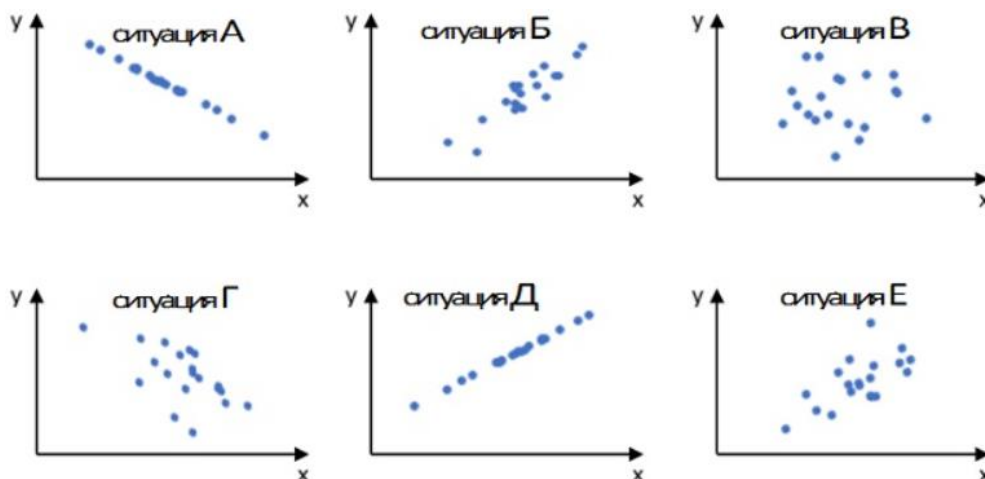 y ситуация А
x
y ситуация Б
x
y ситуация В
x
y ситуация Г
x
y ситуация Д
x
y ситуация Е
x